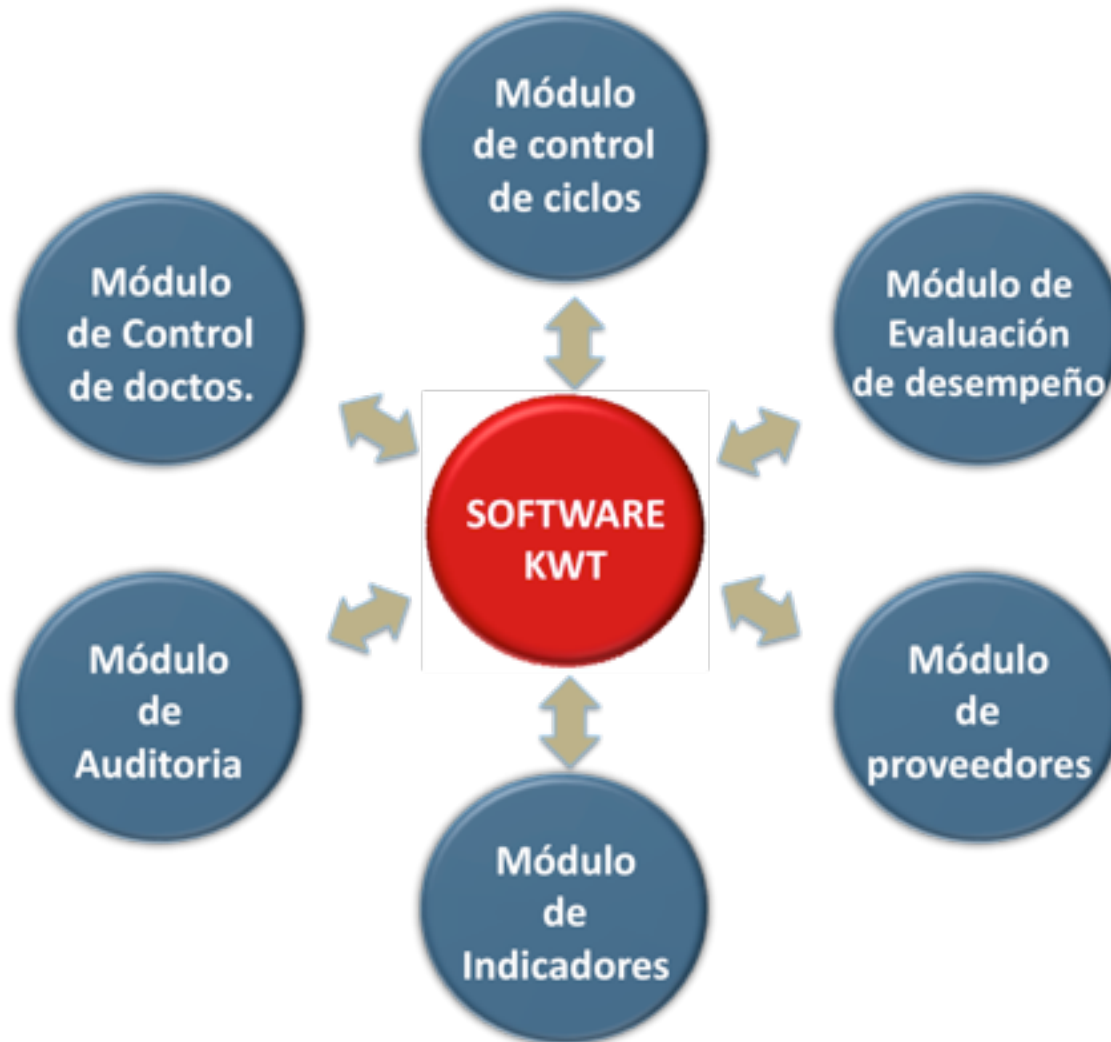 Módulo
de control
de ciclos
Módulo
de Control
de doctos.
Módulo de
Evaluación
de desempeño
SOFTWARE
KWT
Módulo
de
Auditoria
Módulo
de
proveedores
Módulo
de
Indicadores